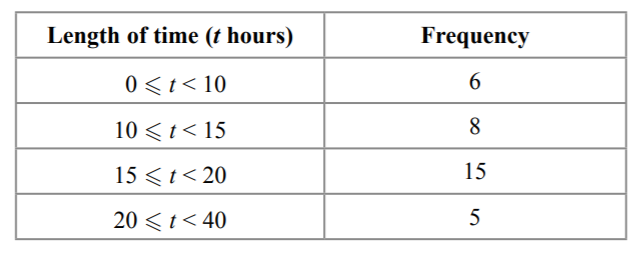 Length of time (t hours) Frequency
0 ⩽ t < 10 6
10 ⩽ t < 15 8
15 ⩽ t < 20 15
20 ⩽ t < 40 5